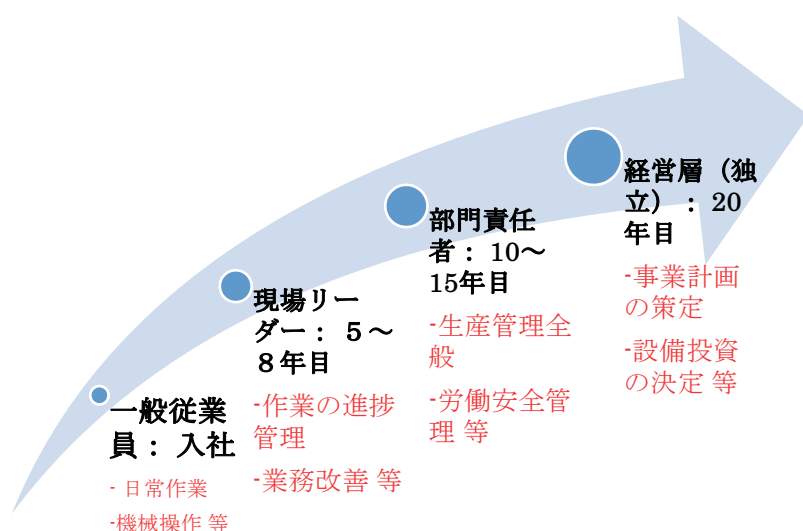 一般従業
員： 入社
- 日常作業
-機械操作 等
現場リー
ダー： ５～
８年目
-作業の進捗
管理
-業務改善 等
部門責任
者： 10～
15年目
-生産管理全
般
-労働安全管
理 等
経営層（独
立）： 20
年目
-事業計画
の策定
-設備投資
の決定 等